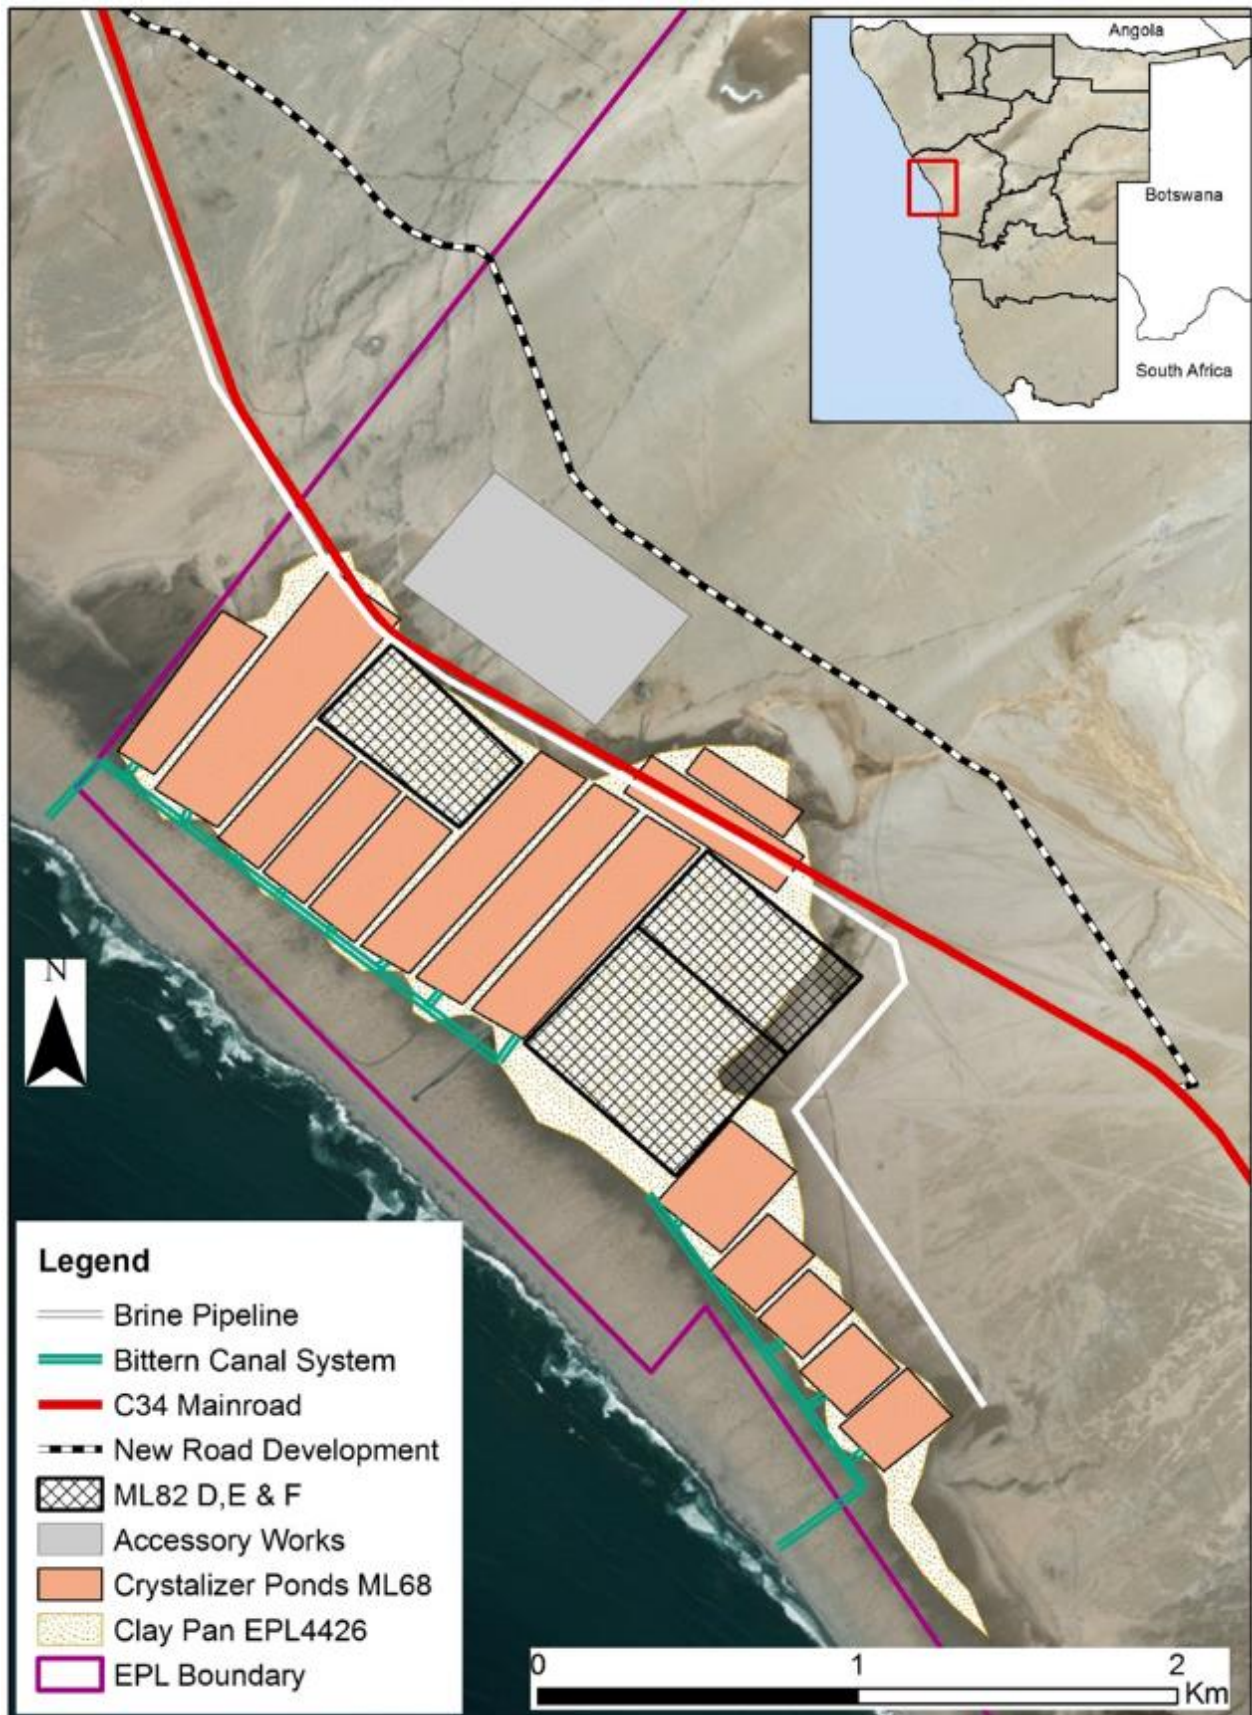 Angola
Botswana
South Africa
N
Legend
Brine Pipeline
Bittern Canal System
C34 Mainroad
New Road Development
ML82 D,E & F
Accessory Works
Crystalizer Ponds ML68
Clay Pan EPL4426
EPL Boundary
0 1 2
Km